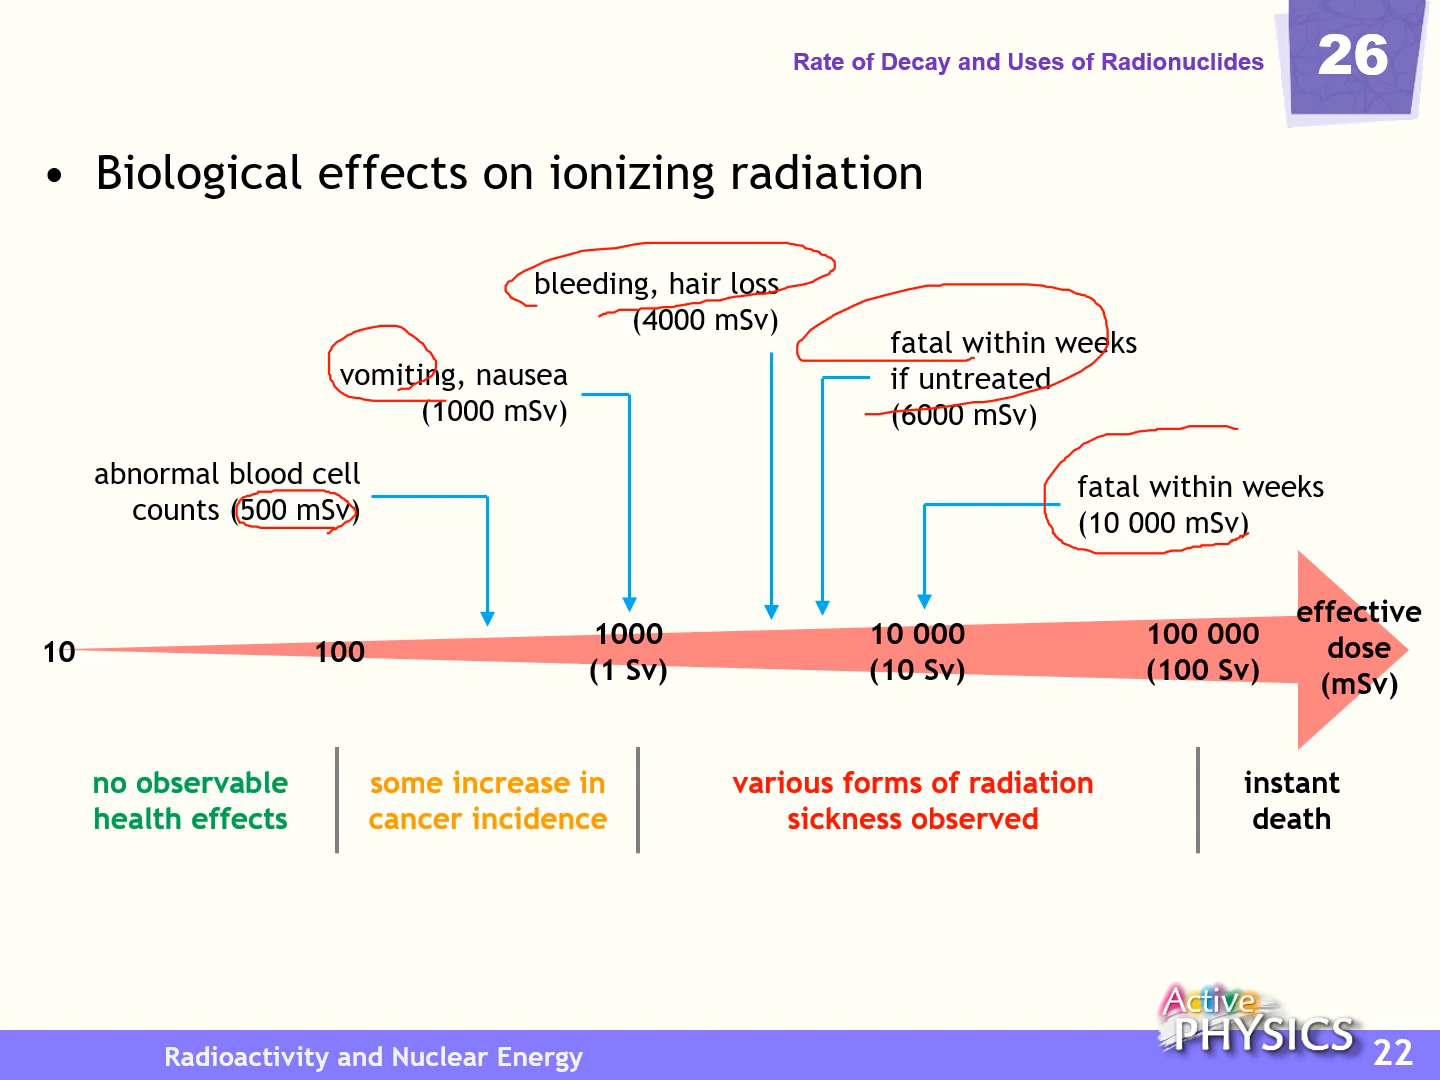 Rate of Decay and Uses of Radionuclides
26
• Biological effects on ionizing radiation
bleeding, hair loss
(4000 mSv)
fatal within weeks
if untreated
(6000 mSv)
vomiting, nausea
(1000 mSv)
abnormal blood cell
counts (500 mSv)
fatal within weeks
(10 000 mSv)
10
100
1000
(1 Sv)
10 000
(10 Sv)
100 000
(100 Sv)
effective
dose
(mSv)
no observable
health effects
some increase in
cancer incidence
various forms of radiation
sickness observed
instant
death
Radioactivity and Nuclear Energy
Active
PHYSICS
22